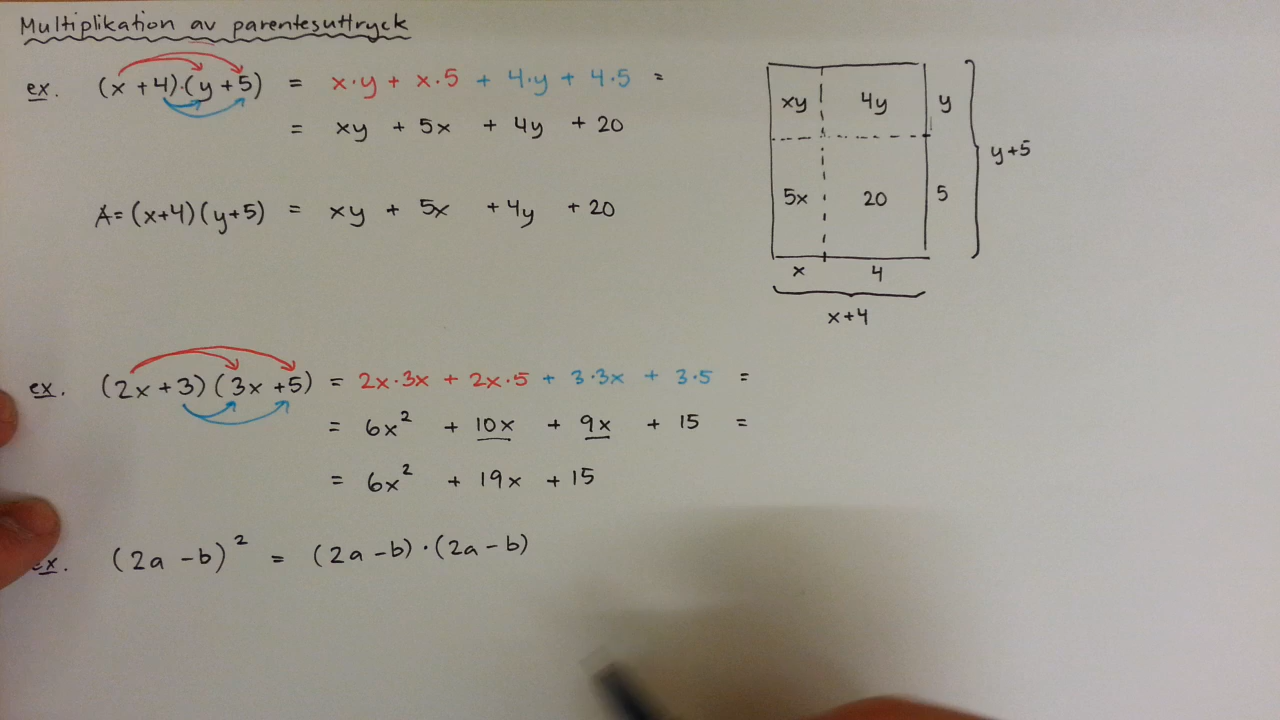 Multiplikation av parentesuttryck
ex. (x + 4)·(y + 5) = x·y + x·5 + 4·y + 4·5 =
= xy + 5x + 4y + 20
A = (x+4)(y+5) = xy + 5x + 4y + 20
xy 4y y
y+5
5x 20 5
x 4
x+4
ex. (2x + 3)(3x + 5) = 2x·3x + 2x·5 + 3·3x + 3·5 =
= 6x² + 10x + 9x + 15 =
= 6x² + 19x + 15
ex. (2a - b)² = (2a - b)·(2a - b)